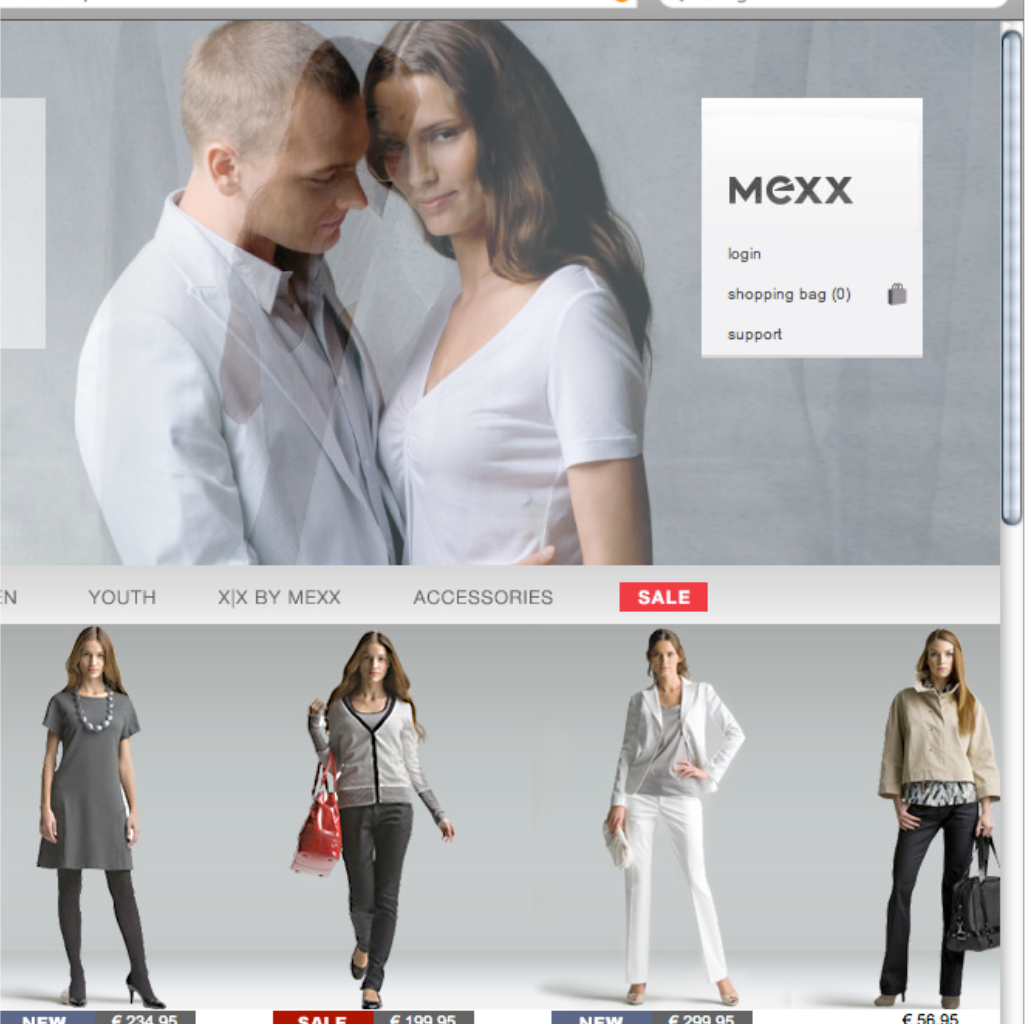 MEXX
login
shopping bag (0)
support
EN YOUTH X|X BY MEXX ACCESSORIES SALE
NEW € 234,95 SALE € 199,95 NEW € 299,95 € 56,95